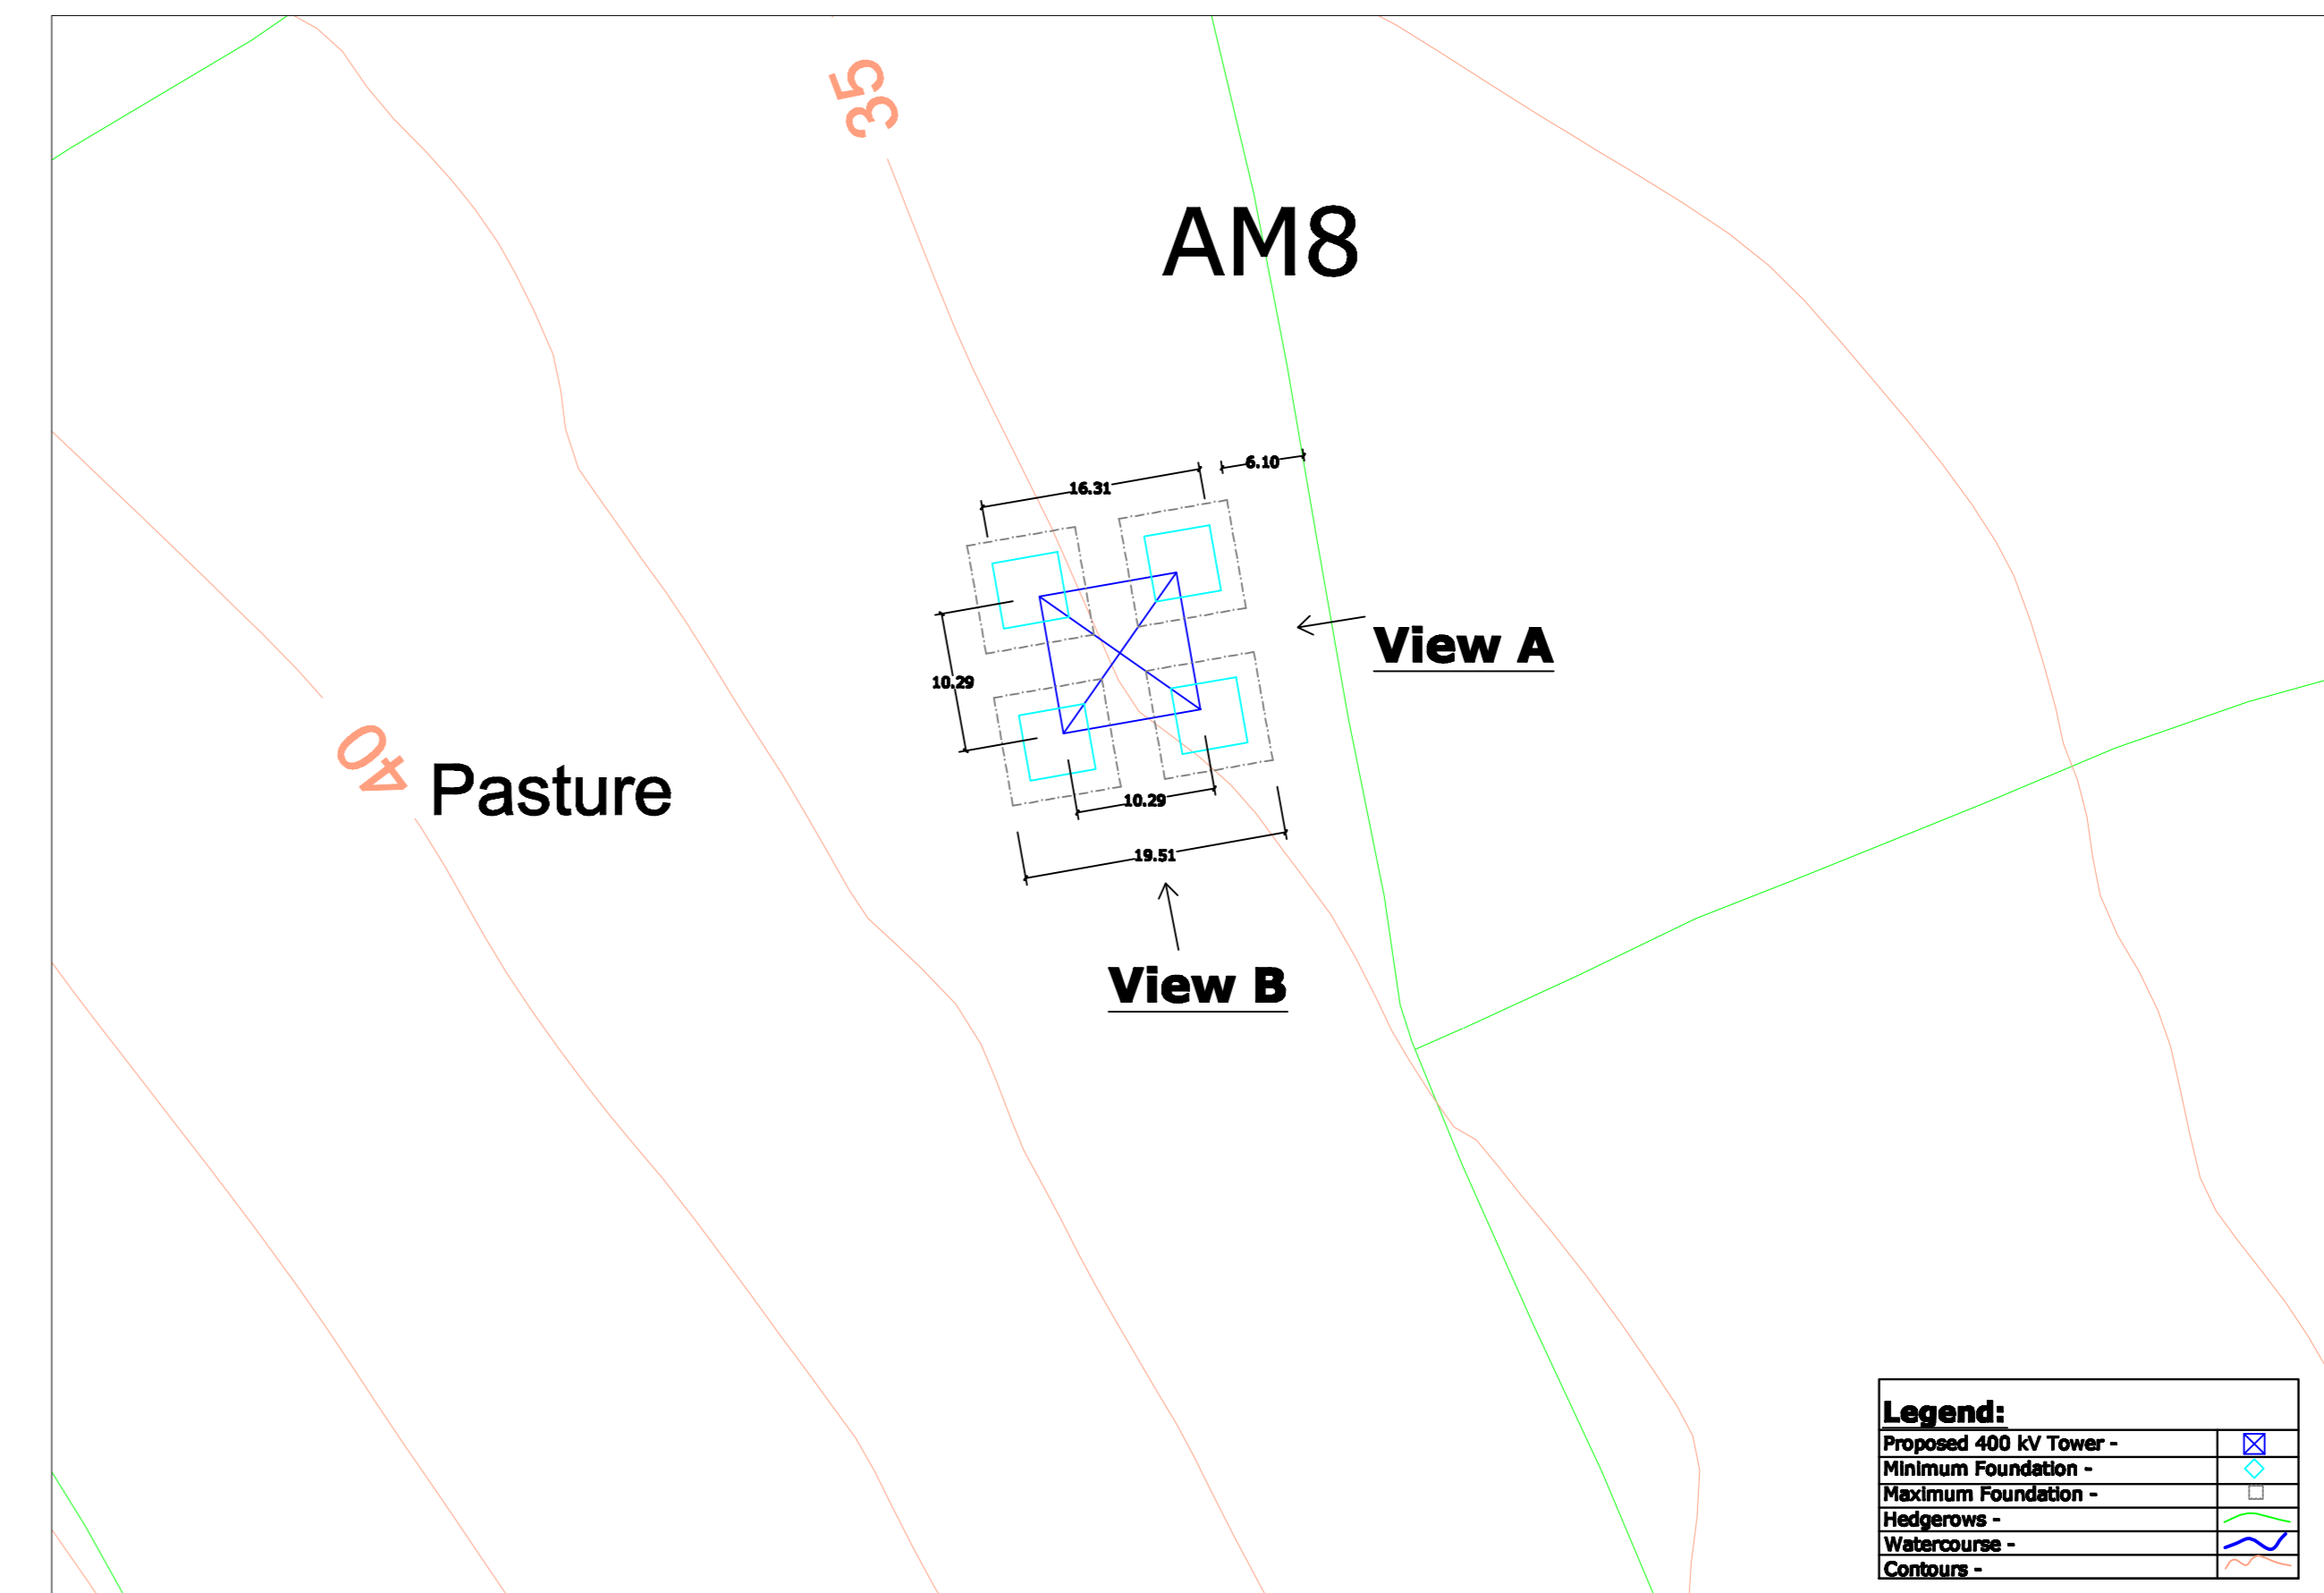 35
AM8
6.10
16.31
View A
10.29
40
Pasture
10.29
19.51
View B
Legend:
Proposed 400 kV Tower -
Minimum Foundation -
Maximum Foundation -
Hedgerows -
Watercourse -
Contours -